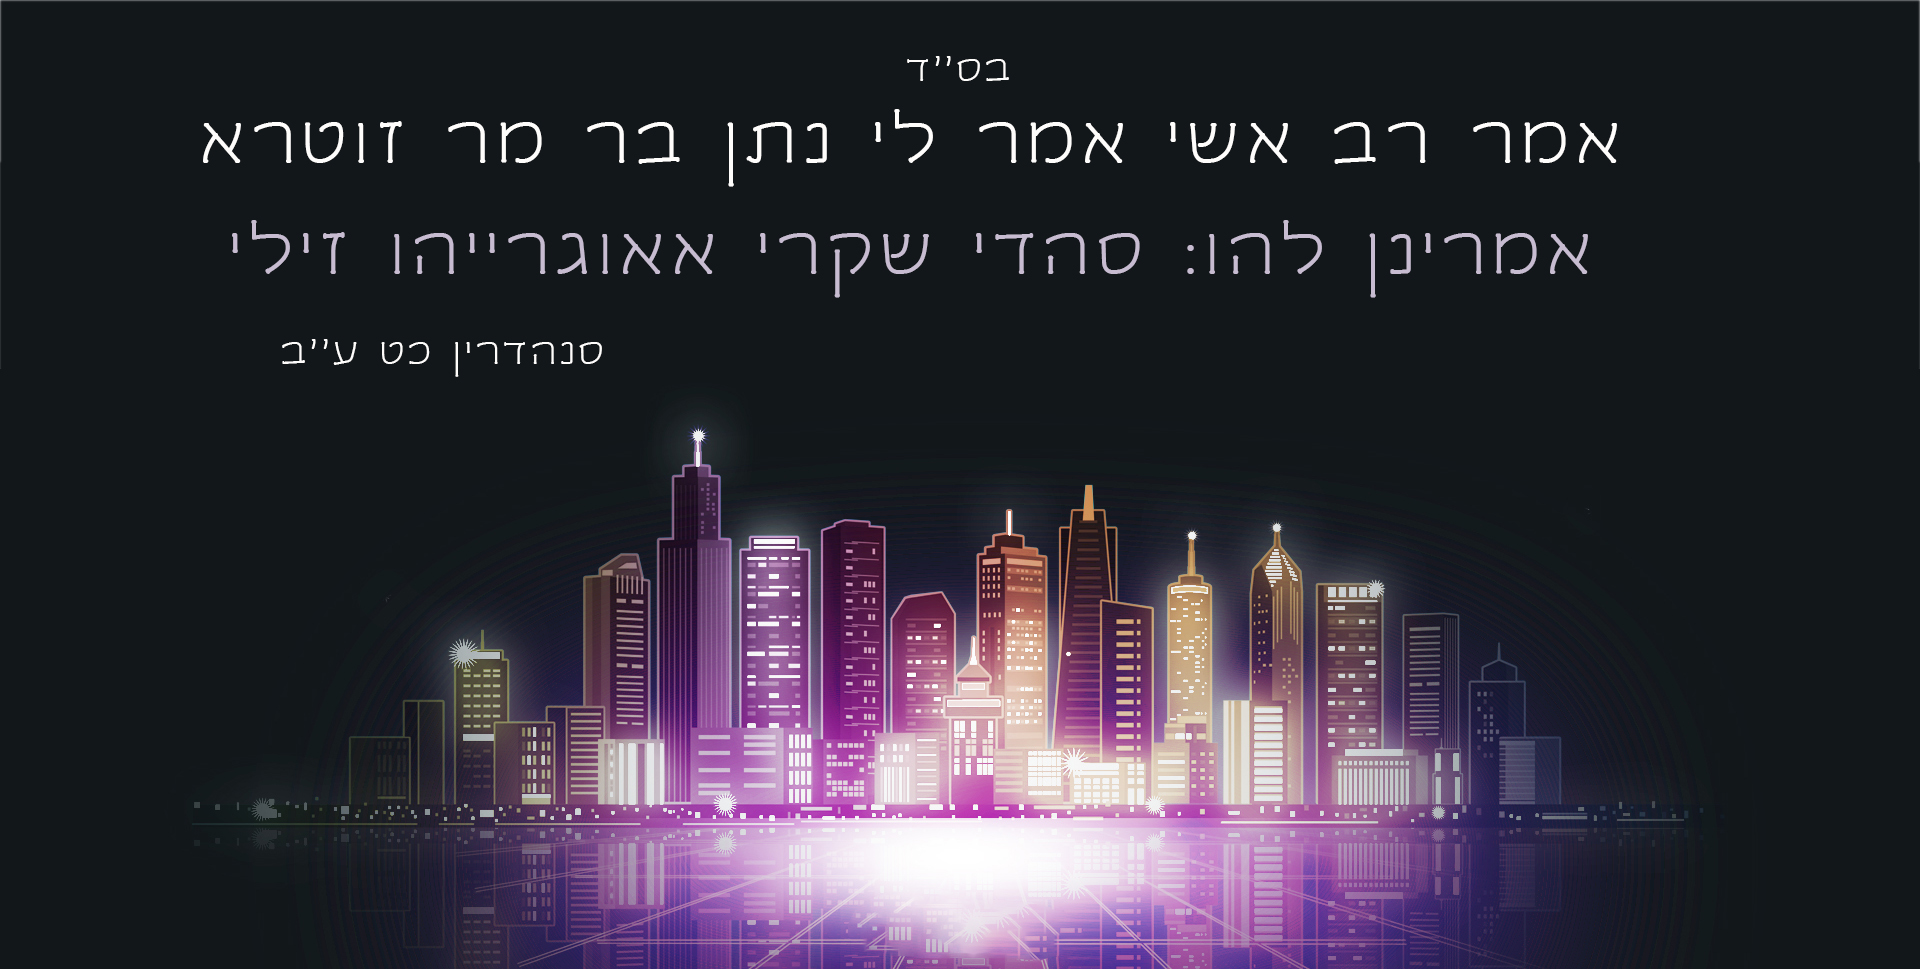 בס''ד
אמר רב אשי אמר לי נתן בר מר זוטרא
אמרינן להו: סהדי שקרי אאוגרייהו זילי
סנהדרין כט ע''ב